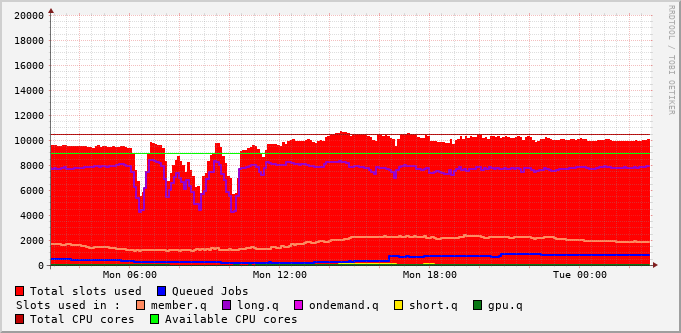 20000
18000
16000
14000
12000
10000
8000
6000
4000
2000
0
Mon 06:00 Mon 12:00 Mon 18:00 Tue 00:00
RRDTOOL / TOBI OETIKER
Total slots used Queued Jobs
Slots used in : member.q long.q ondemand.q short.q gpu.q
Total CPU cores Available CPU cores